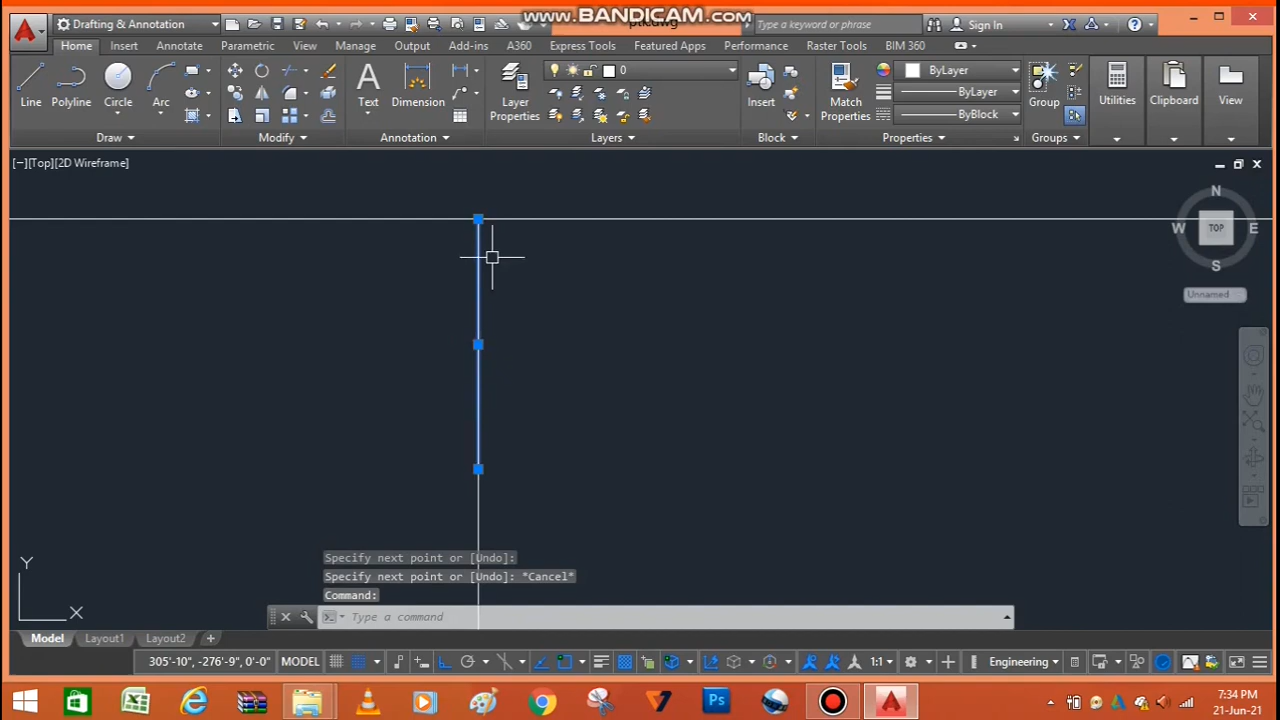 www.BANDICAM.com
Drafting & Annotation
Type a keyword or phrase
Sign In
Home Insert Annotate Parametric View Manage Output Add-ins A360 Express Tools Featured Apps Performance Raster Tools BIM 360
Line
Polyline
Circle
Arc
Text
Dimension
Layer
Properties
0
Insert
Match
Properties
ByLayer
ByLayer
ByBlock
Group
Utilities
Clipboard
View
Draw
Modify
Annotation
Layers
Block
Properties
Groups
[−][Top][2D Wireframe]
N
W
TOP
E
S
Unnamed
Specify next point or [Undo]:
Specify next point or [Undo]: *Cancel*
Command:
Type a command
Y
X
Model Layout1 Layout2 +
305'-10", -276'-9", 0'-0" MODEL 1:1 Engineering
Ps
7:34 PM
21-Jun-21